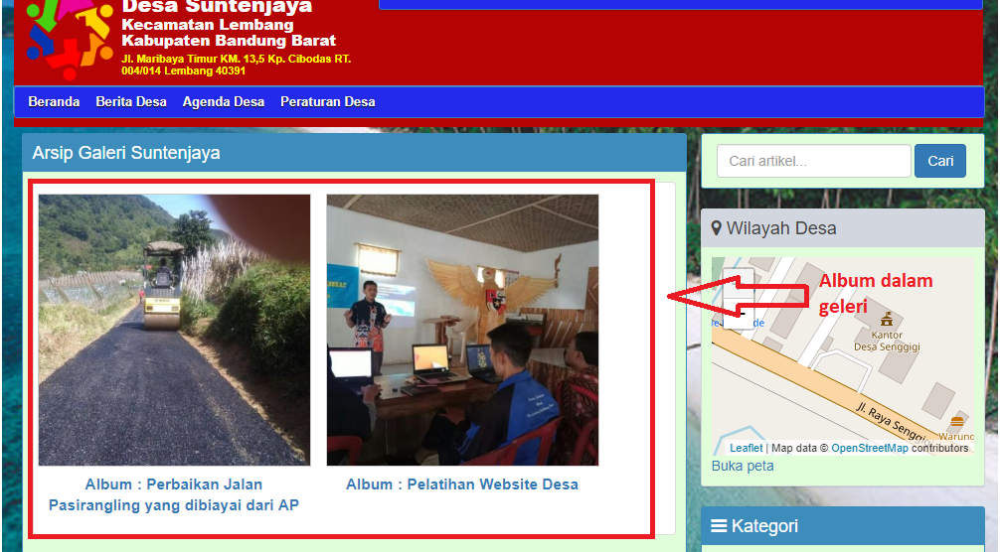 Desa Suntenjaya
Kecamatan Lembang
Kabupaten Bandung Barat
Jl. Maribaya Timur KM. 13,5 Kp. Cibodas RT.
004/014 Lembang 40391
Beranda Berita Desa Agenda Desa Peraturan Desa
Arsip Galeri Suntenjaya
Album : Perbaikan Jalan
Pasirangling yang dibiayai dari AP
Album : Pelatihan Website Desa
Cari artikel... Cari
Wilayah Desa
Album dalam
geleri
Kantor
Desa Senggigi
Jl. Raya Senggigi
Warung
Leaflet | Map data © OpenStreetMap contributors
Buka peta
Kategori